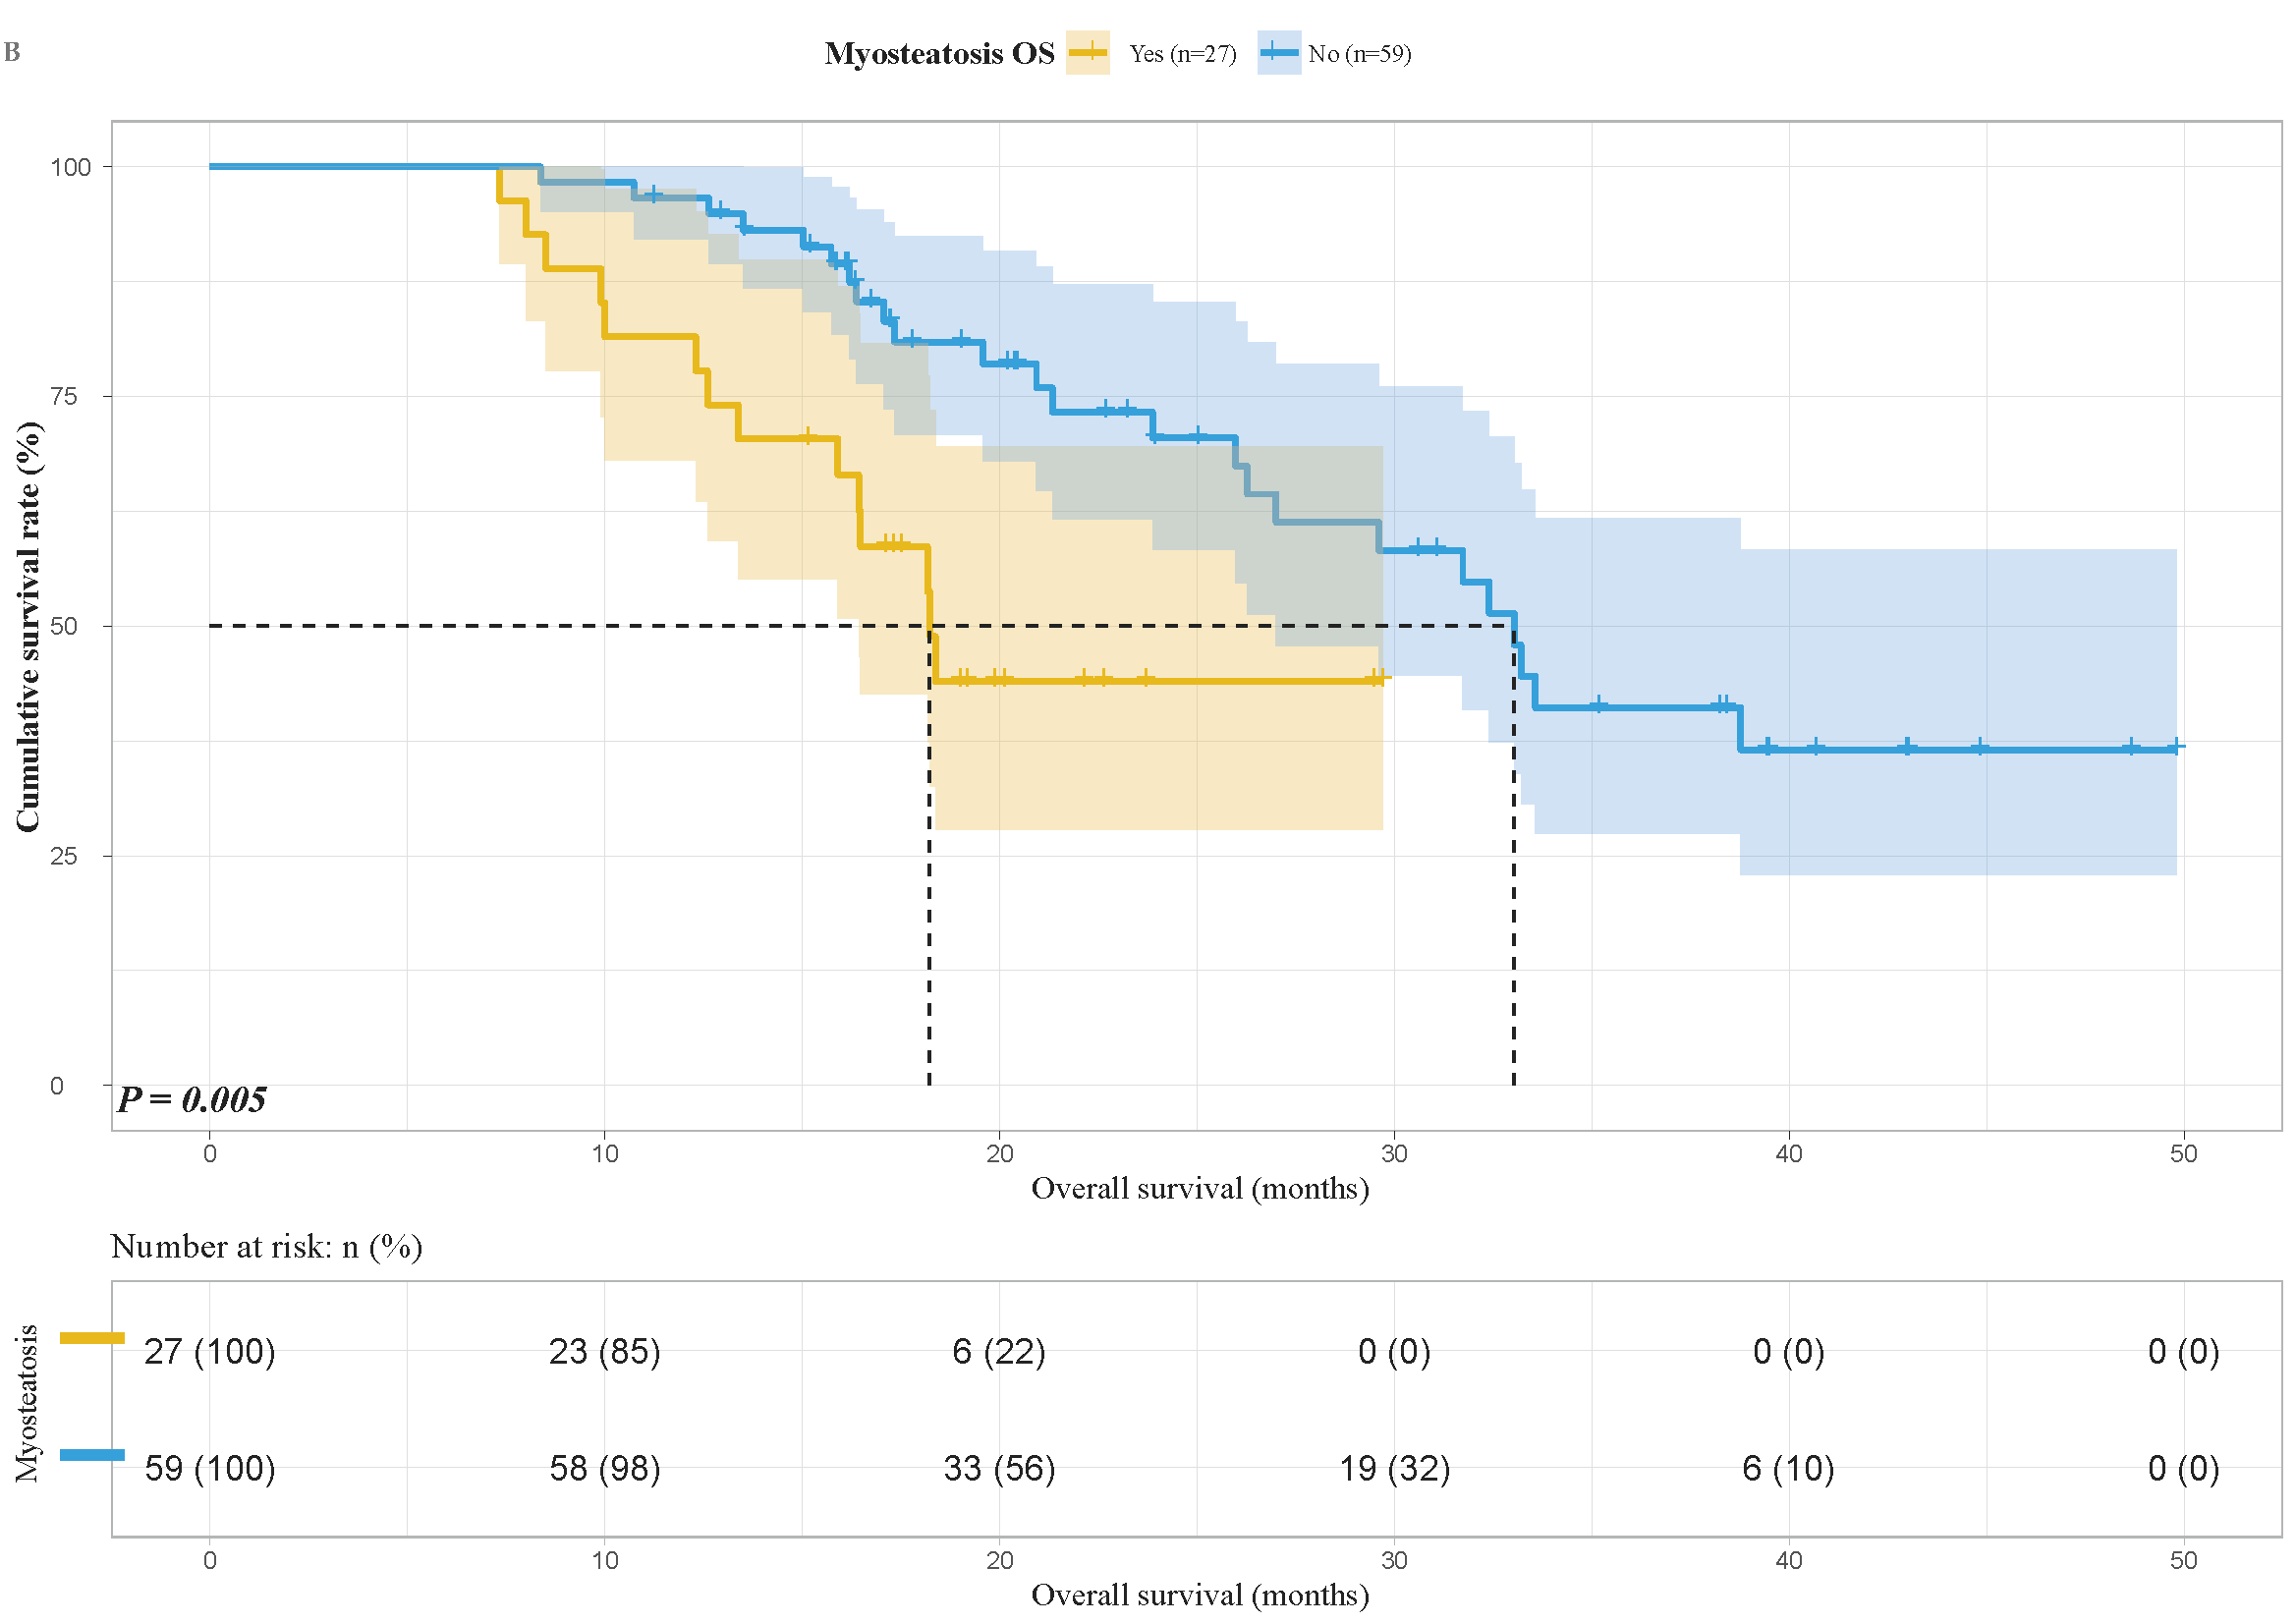 B
Myosteatosis OS Yes (n=27) No (n=59)
Cumulative survival rate (%)
100
75
50
25
0
P = 0.005
0 10 20 30 40 50
Overall survival (months)
Number at risk: n (%)
Myosteatosis
27 (100) 23 (85) 6 (22) 0 (0) 0 (0) 0 (0)
59 (100) 58 (98) 33 (56) 19 (32) 6 (10) 0 (0)
0 10 20 30 40 50
Overall survival (months)